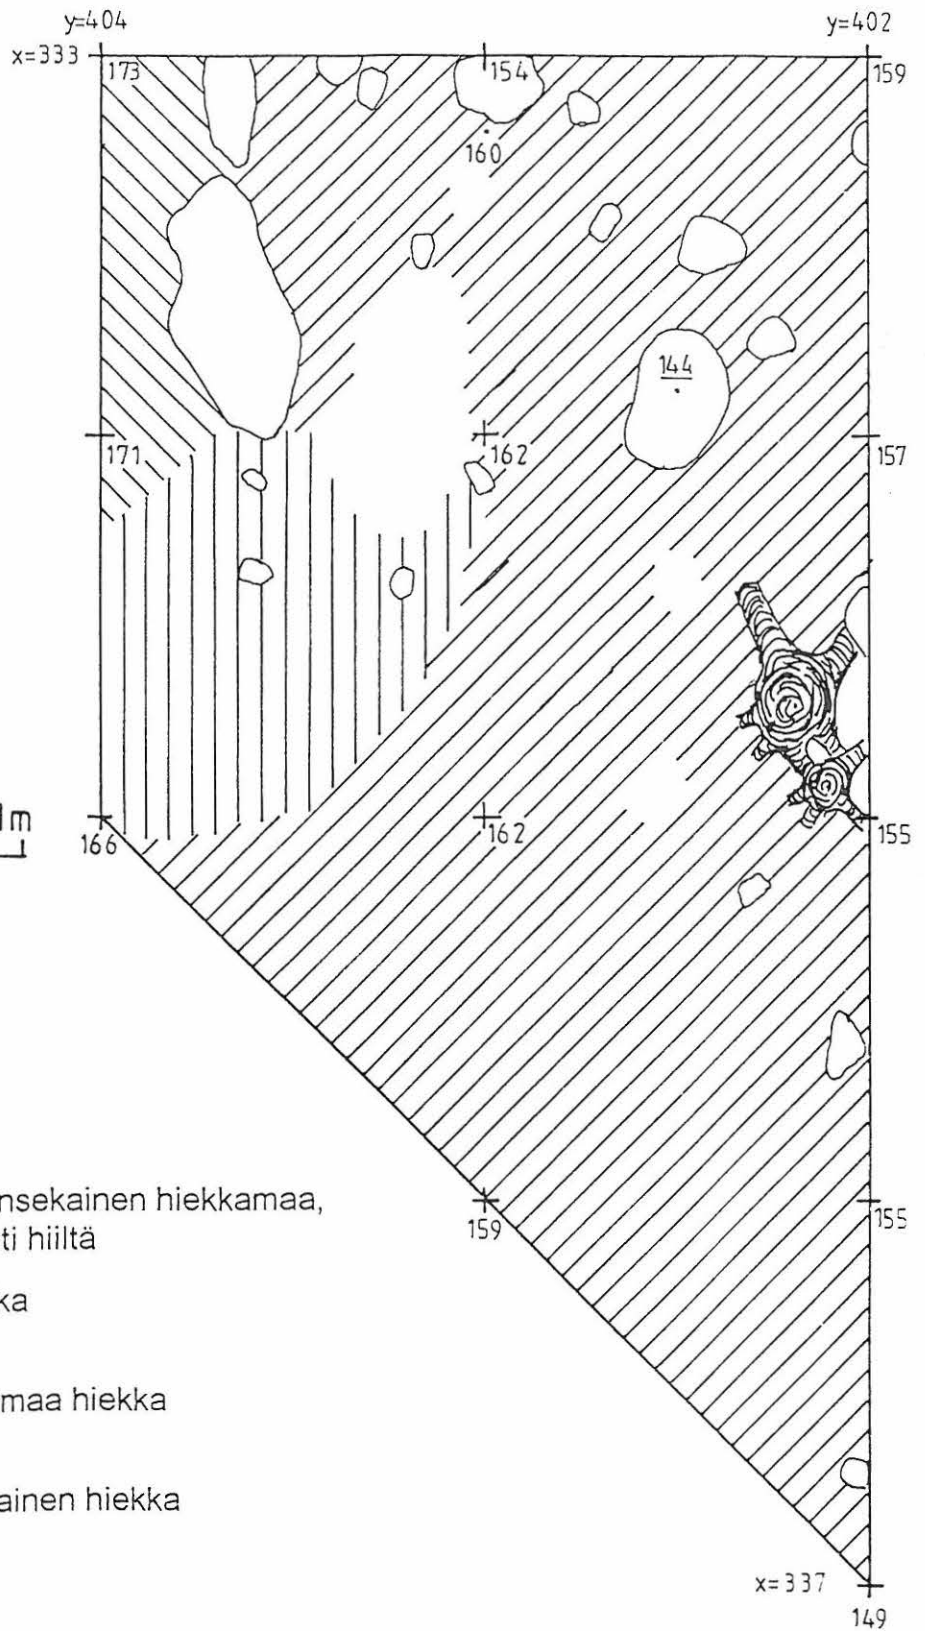 y=404 y=402
x=333
173 154 159
160
144
171 162 157
1m
166 162 155
nsekainen hiekkamaa,
159 155
ti hiiltä
ka
maa hiekka
ainen hiekka
x=337
149